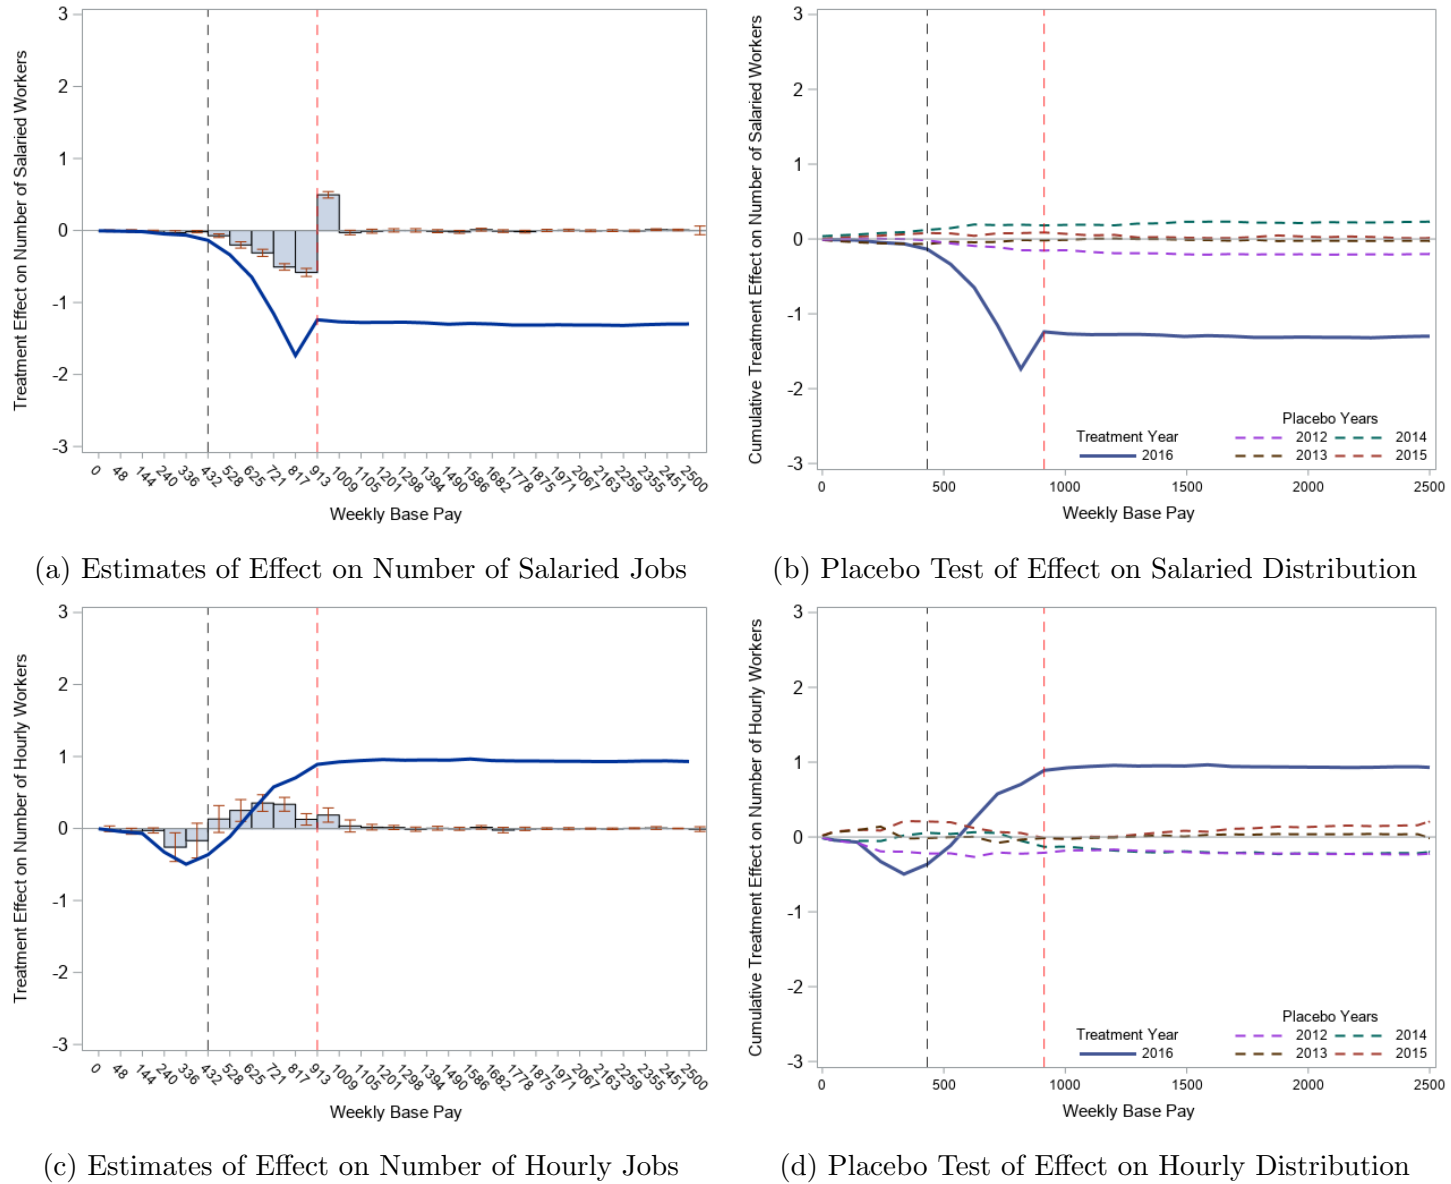 Treatment Effect on Number of Salaried Workers
3
2
1
0
-1
-2
-3
0 48 144 240 336 432 528 625 721 817 913 1009 1105 1201 1298 1394 1490 1586 1682 1778 1875 1971 2067 2163 2259 2355 2451 2500
Weekly Base Pay
(a) Estimates of Effect on Number of Salaried Jobs
Cumulative Treatment Effect on Number of Salaried Workers
3
2
1
0
-1
-2
-3
Placebo Years
Treatment Year 2012 2014
2016 2013 2015
0 500 1000 1500 2000 2500
Weekly Base Pay
(b) Placebo Test of Effect on Salaried Distribution
Treatment Effect on Number of Hourly Workers
3
2
1
0
-1
-2
-3
0 48 144 240 336 432 528 625 721 817 913 1009 1105 1201 1298 1394 1490 1586 1682 1778 1875 1971 2067 2163 2259 2355 2451 2500
Weekly Base Pay
(c) Estimates of Effect on Number of Hourly Jobs
Cumulative Treatment Effect on Number of Hourly Workers
3
2
1
0
-1
-2
-3
Placebo Years
Treatment Year 2012 2014
2016 2013 2015
0 500 1000 1500 2000 2500
Weekly Base Pay
(d) Placebo Test of Effect on Hourly Distribution